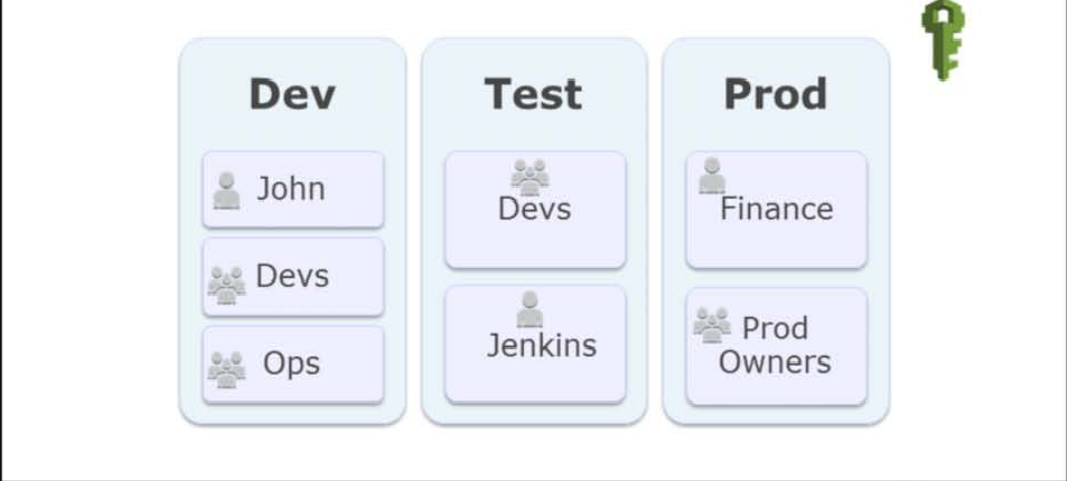 Dev
John
Devs
Ops
Test
Devs
Jenkins
Prod
Finance
Prod
Owners